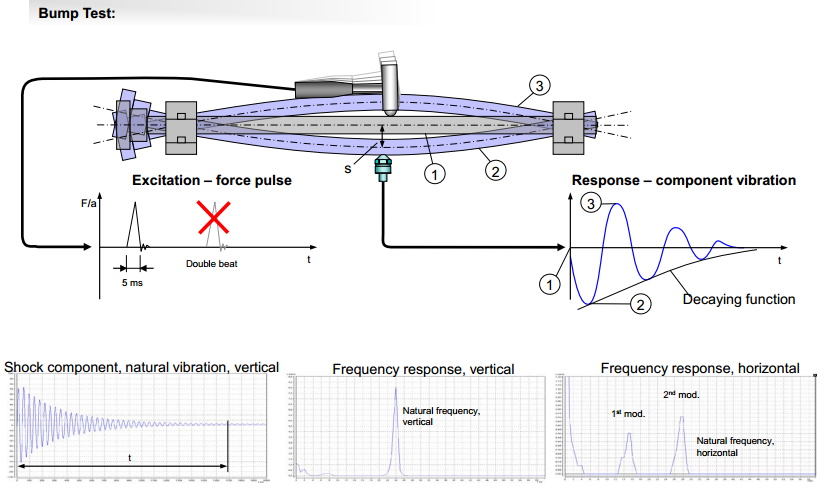 Bump Test:
3
s
1
2
Excitation – force pulse
Response – component vibration
F/a
3
Double beat
t
t
5 ms
1
2
Decaying function
Shock component, natural vibration, vertical
Frequency response, vertical
Frequency response, horizontal
2nd mod.
1st mod.
Natural frequency,
vertical
Natural frequency,
horizontal
t